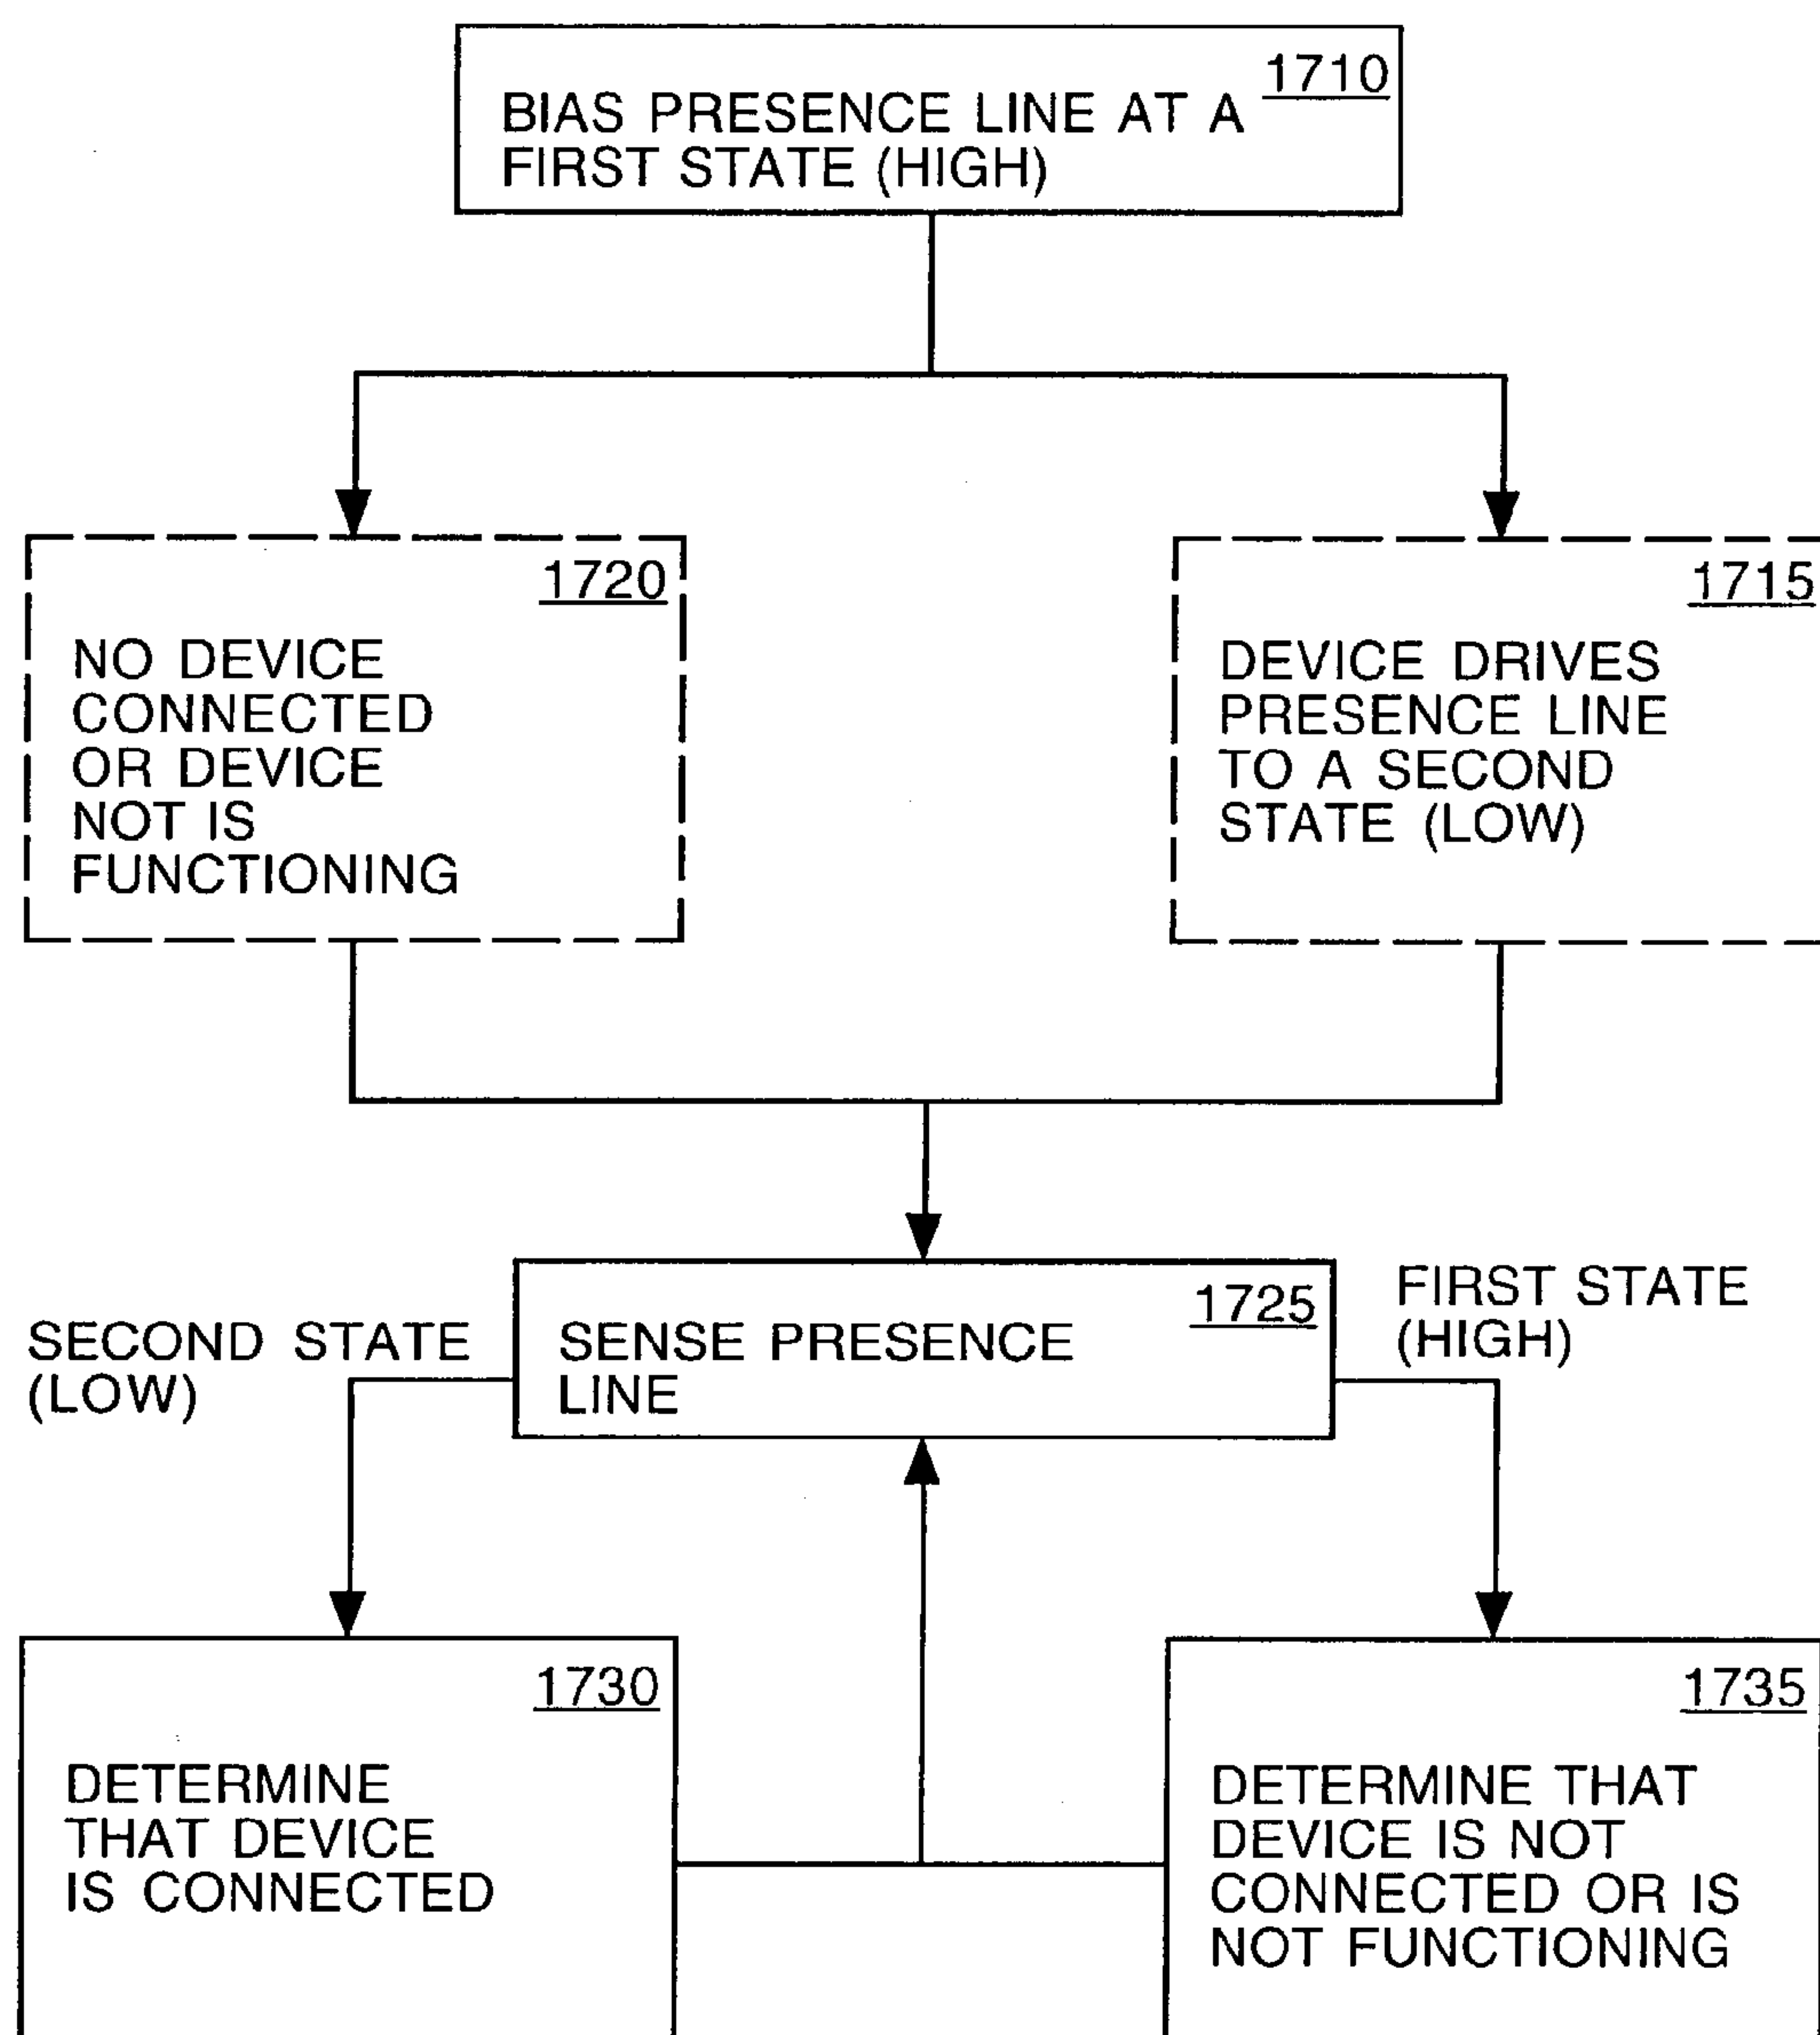 1710
BIAS PRESENCE LINE AT A
FIRST STATE (HIGH)
1720
NO DEVICE
CONNECTED
OR DEVICE
NOT IS
FUNCTIONING
1715
DEVICE DRIVES
PRESENCE LINE
TO A SECOND
STATE (LOW)
SECOND STATE
(LOW)
1725
SENSE PRESENCE
LINE
FIRST STATE
(HIGH)
1730
DETERMINE
THAT DEVICE
IS CONNECTED
1735
DETERMINE THAT
DEVICE IS NOT
CONNECTED OR IS
NOT FUNCTIONING